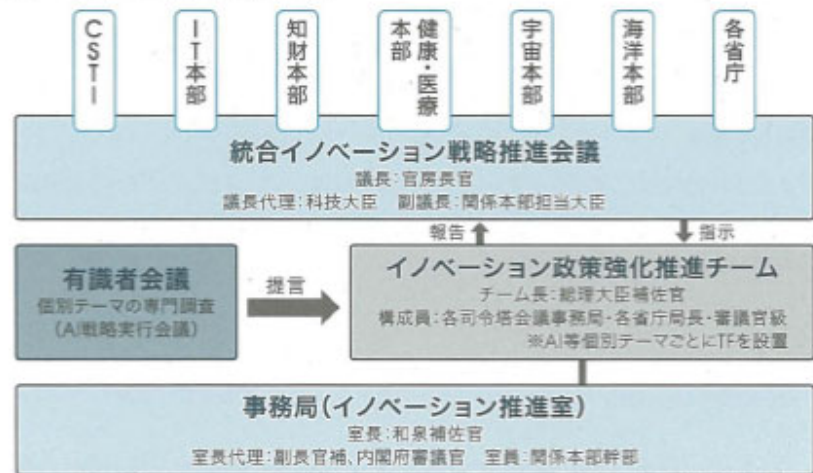 CSTI
IT本部
知財本部
健康・医療
本部
宇宙本部
海洋本部
各省庁
統合イノベーション戦略推進会議
議長:官房長官
議長代理:科技大臣 副議長:関係本部担当大臣
報告
指示
有識者会議
個別テーマの専門調査
(AI戦略実行会議)
提言
イノベーション政策強化推進チーム
チーム長:総理大臣補佐官
構成員:各司令塔会議事務局・各省庁局長・審議官級
※AI等個別テーマごとにTFを設置
事務局(イノベーション推進室)
室長:和泉補佐官
室長代理:副長官補、内閣府審議官 室員:関係本部幹部